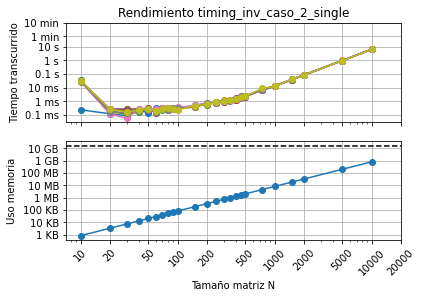 Rendimiento timing_inv_caso_2_single
Tiempo transcurrido
10 min
1 min
10 s
1 s
0.1 s
10 ms
1 ms
0.1 ms
Uso memoria
10 GB
1 GB
100 MB
10 MB
1 MB
100 KB
10 KB
1 KB
10
20
50
100
200
500
1000
2000
5000
10000
20000
Tamaño matriz N